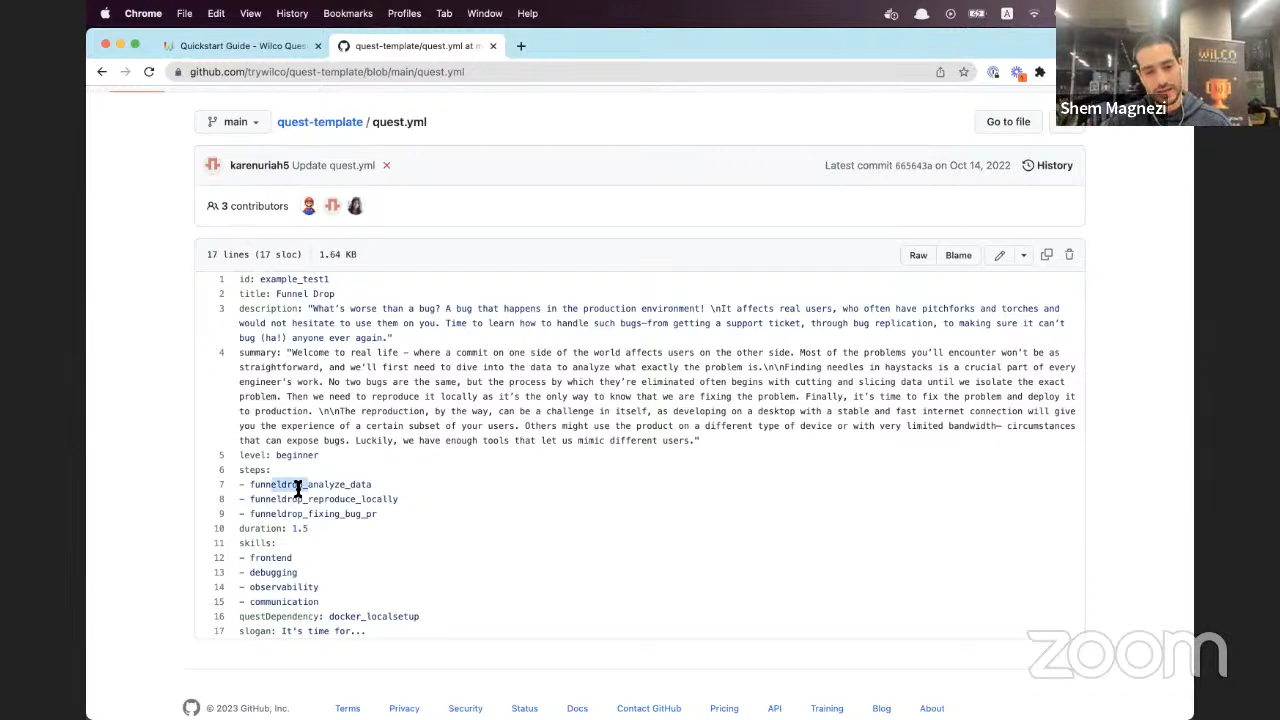 Chrome File Edit View History Bookmarks Profiles Tab Window Help
Quickstart Guide - Wilco Ques
quest-template/quest.yml at m
github.com/trywilco/quest-template/blob/main/quest.yml
WILCO
Shem Magnezi
main
quest-template / quest.yml
Go to file
karenuriah5 Update quest.yml
Latest commit 665643a on Oct 14, 2022 History
3 contributors
17 lines (17 sloc) 1.64 KB
Raw Blame
1 id: example_test1
2 title: Funnel Drop
3 description: "What's worse than a bug? A bug that happens in the production environment! \nIt affects real users, who often have pitchforks and torches and
would not hesitate to use them on you. Time to learn how to handle such bugs—from getting a support ticket, through bug replication, to making sure it can't
bug (ha!) anyone ever again."
4 summary: "Welcome to real life – where a commit on one side of the world affects users on the other side. Most of the problems you'll encounter won't be as
straightforward, and we'll first need to dive into the data to analyze what exactly the problem is.\n\nFinding needles in haystacks is a crucial part of every
engineer's work. No two bugs are the same, but the process by which they're eliminated often begins with cutting and slicing data until we isolate the exact
problem. Then we need to reproduce it locally as it's the only way to know that we are fixing the problem. Finally, it's time to fix the problem and deploy it
to production. \n\nThe reproduction, by the way, can be a challenge in itself, as developing on a desktop with a stable and fast internet connection will give
you the experience of a certain subset of your users. Others might use the product on a different type of device or with very limited bandwidth— circumstances
that can expose bugs. Luckily, we have enough tools that let us mimic different users."
5 level: beginner
6 steps:
7 - funneldrop_analyze_data
8 - funneldrop_reproduce_locally
9 - funneldrop_fixing_bug_pr
10 duration: 1.5
11 skills:
12 - frontend
13 - debugging
14 - observability
15 - communication
16 questDependency: docker_localsetup
17 slogan: It's time for...
zoom
© 2023 GitHub, Inc. Terms Privacy Security Status Docs Contact GitHub Pricing API Training Blog About